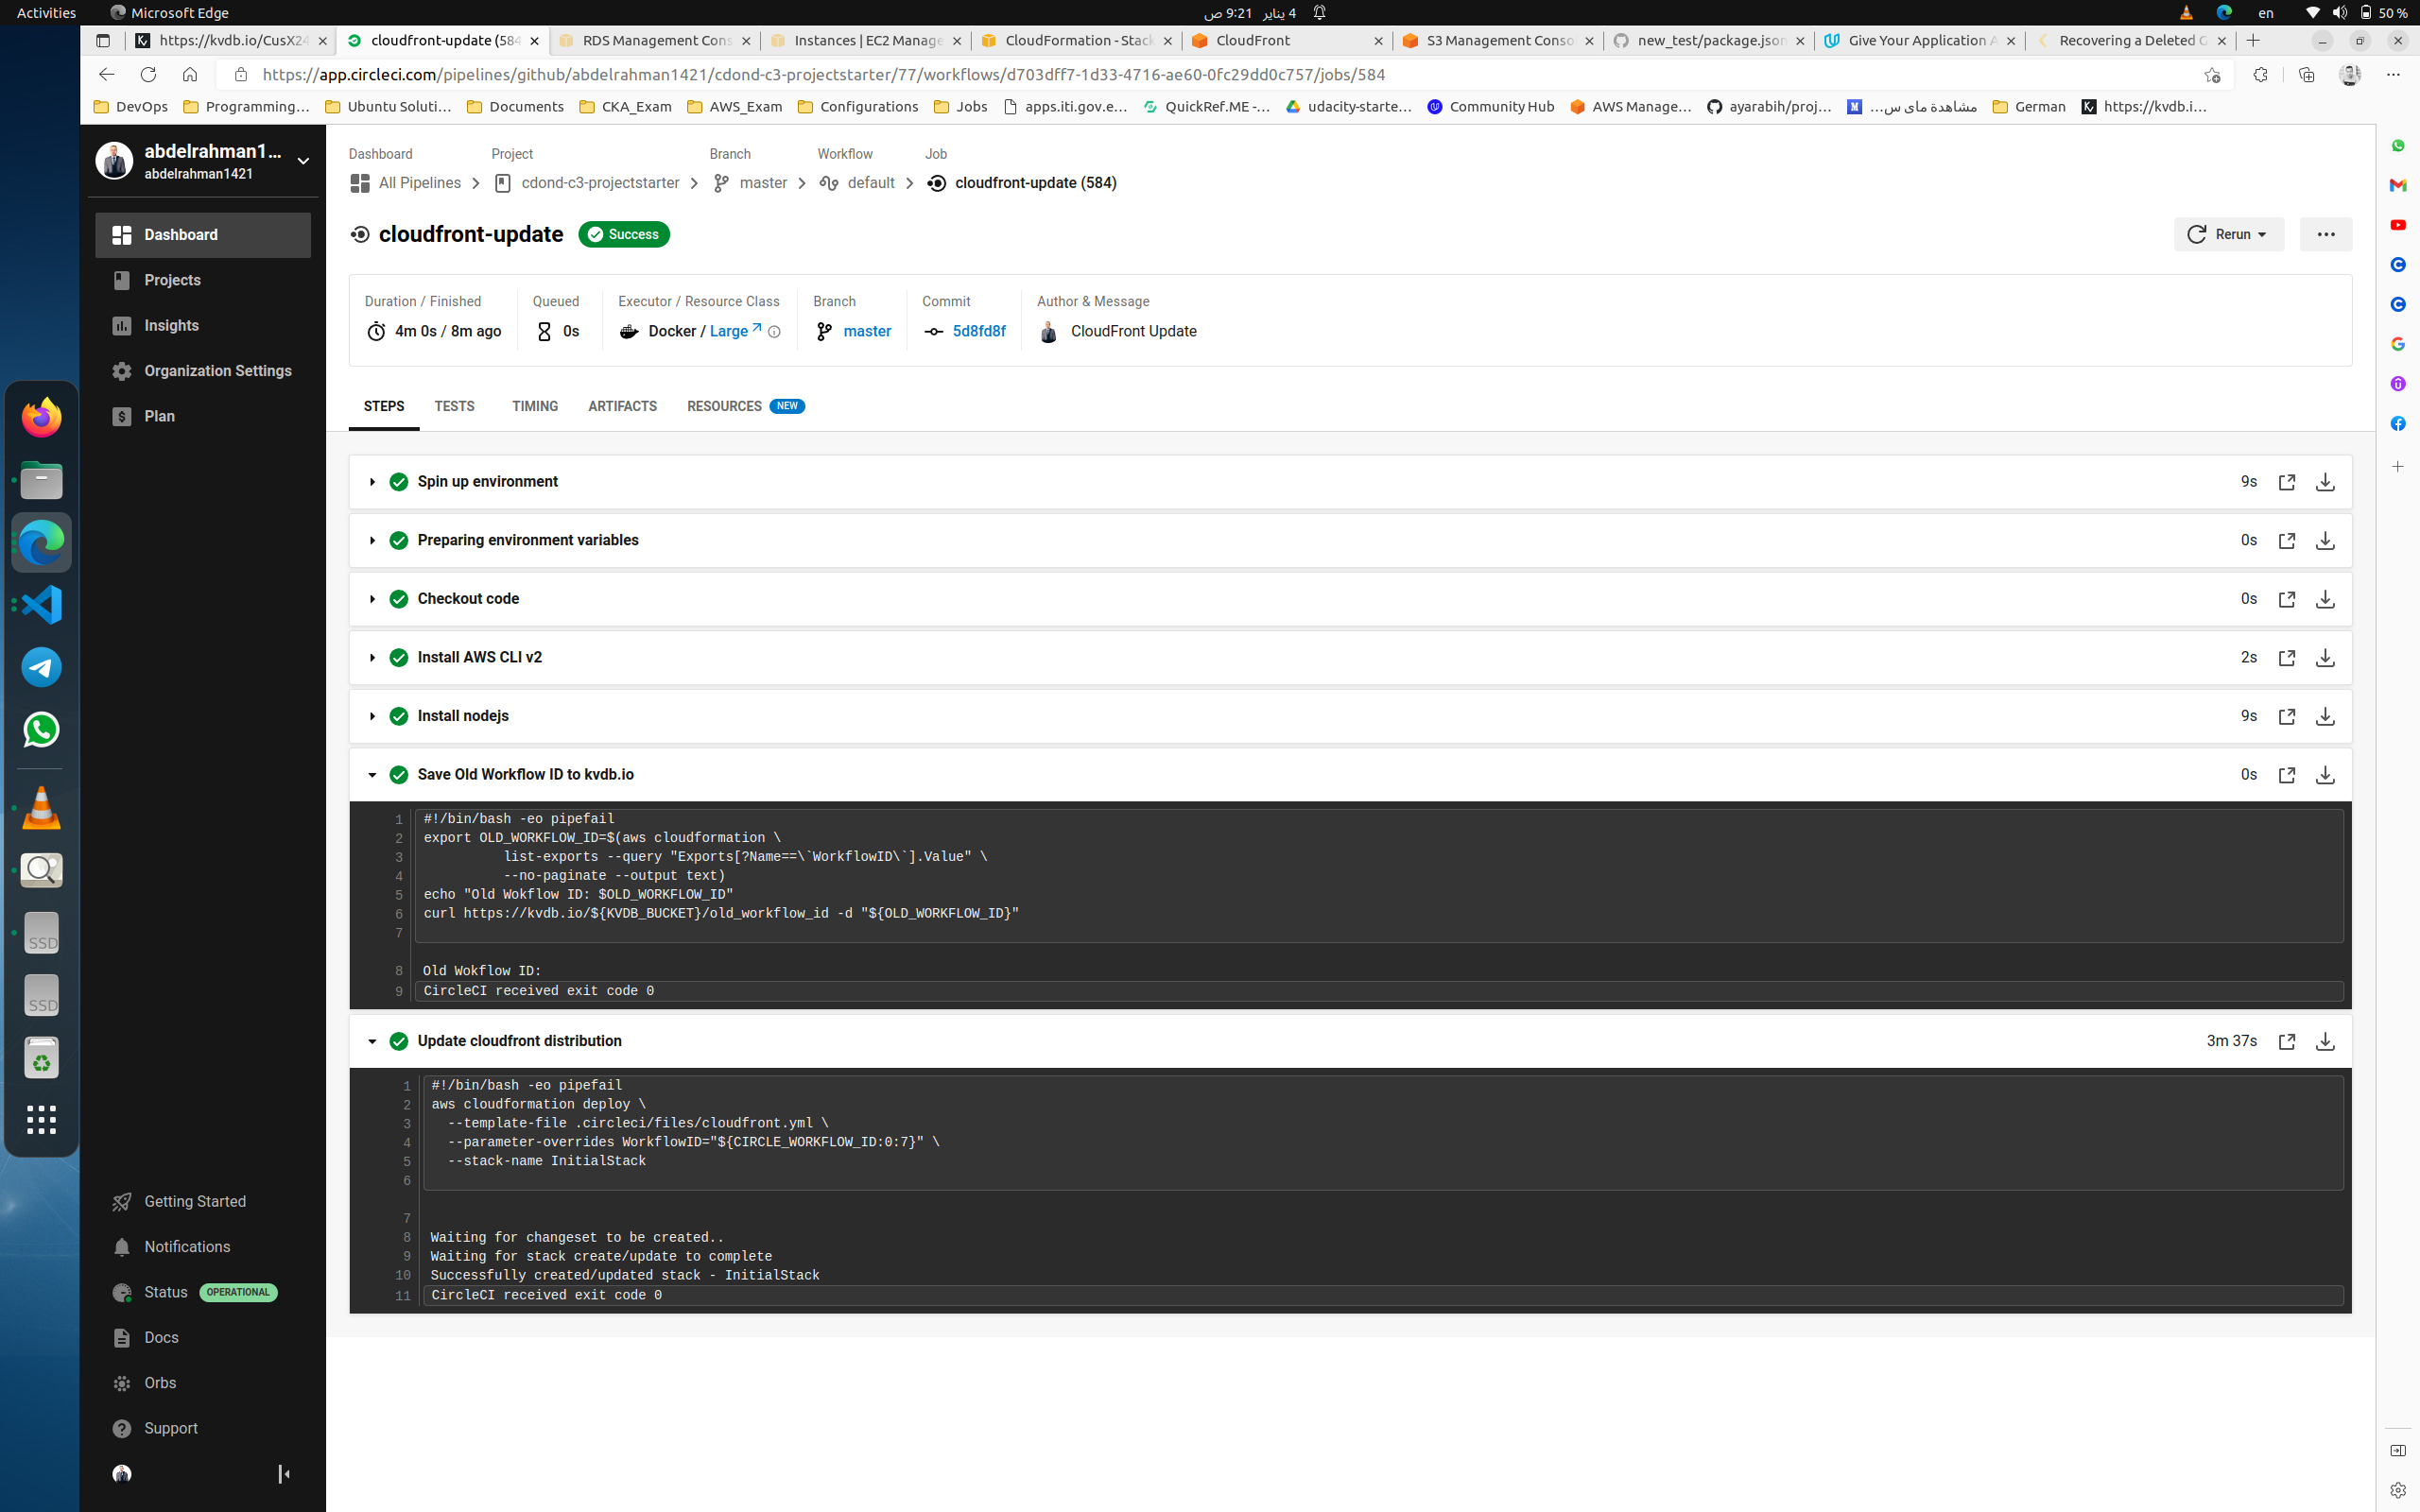 Activities
Microsoft Edge
4 يناير 9:21 ص
en
50 %
https://kvdb.io/CusX24
cloudfront-update (584
RDS Management Cons
Instances | EC2 Manage
CloudFormation - Stack
CloudFront
S3 Management Conso
new_test/package.json
Give Your Application A
Recovering a Deleted G
https://app.circleci.com/pipelines/github/abdelrahman1421/cdond-c3-projectstarter/77/workflows/d703dff7-1d33-4716-ae60-0fc29dd0c757/jobs/584
DevOps
Programming...
Ubuntu Soluti...
Documents
CKA_Exam
AWS_Exam
Configurations
Jobs
apps.iti.gov.e...
QuickRef.ME -...
udacity-starte...
Community Hub
AWS Manage...
ayarabih/proj...
مشاهدة ماى س...
German
https://kvdb.i...
abdelrahman1...
abdelrahman1421
Dashboard
Projects
Insights
Organization Settings
Plan
Dashboard Project Branch Workflow Job
All Pipelines cdond-c3-projectstarter master default cloudfront-update (584)
cloudfront-update Success
Rerun
Duration / Finished Queued Executor / Resource Class Branch Commit Author & Message
4m 0s / 8m ago 0s Docker / Large master 5d8fd8f CloudFront Update
STEPS TESTS TIMING ARTIFACTS RESOURCES NEW
Spin up environment 9s
Preparing environment variables 0s
Checkout code 0s
Install AWS CLI v2 2s
Install nodejs 9s
Save Old Workflow ID to kvdb.io 0s
1 #!/bin/bash -eo pipefail
2 export OLD_WORKFLOW_ID=$(aws cloudformation \
3 list-exports --query "Exports[?Name==\`WorkflowID\`].Value" \
4 --no-paginate --output text)
5 echo "Old Wokflow ID: $OLD_WORKFLOW_ID"
6 curl https://kvdb.io/${KVDB_BUCKET}/old_workflow_id -d "${OLD_WORKFLOW_ID}"
7
8 Old Wokflow ID:
9 CircleCI received exit code 0
Update cloudfront distribution 3m 37s
1 #!/bin/bash -eo pipefail
2 aws cloudformation deploy \
3 --template-file .circleci/files/cloudfront.yml \
4 --parameter-overrides WorkflowID="${CIRCLE_WORKFLOW_ID:0:7}" \
5 --stack-name InitialStack
6
7
8 Waiting for changeset to be created..
9 Waiting for stack create/update to complete
10 Successfully created/updated stack - InitialStack
11 CircleCI received exit code 0
SSD
SSD
Getting Started
Notifications
Status OPERATIONAL
Docs
Orbs
Support